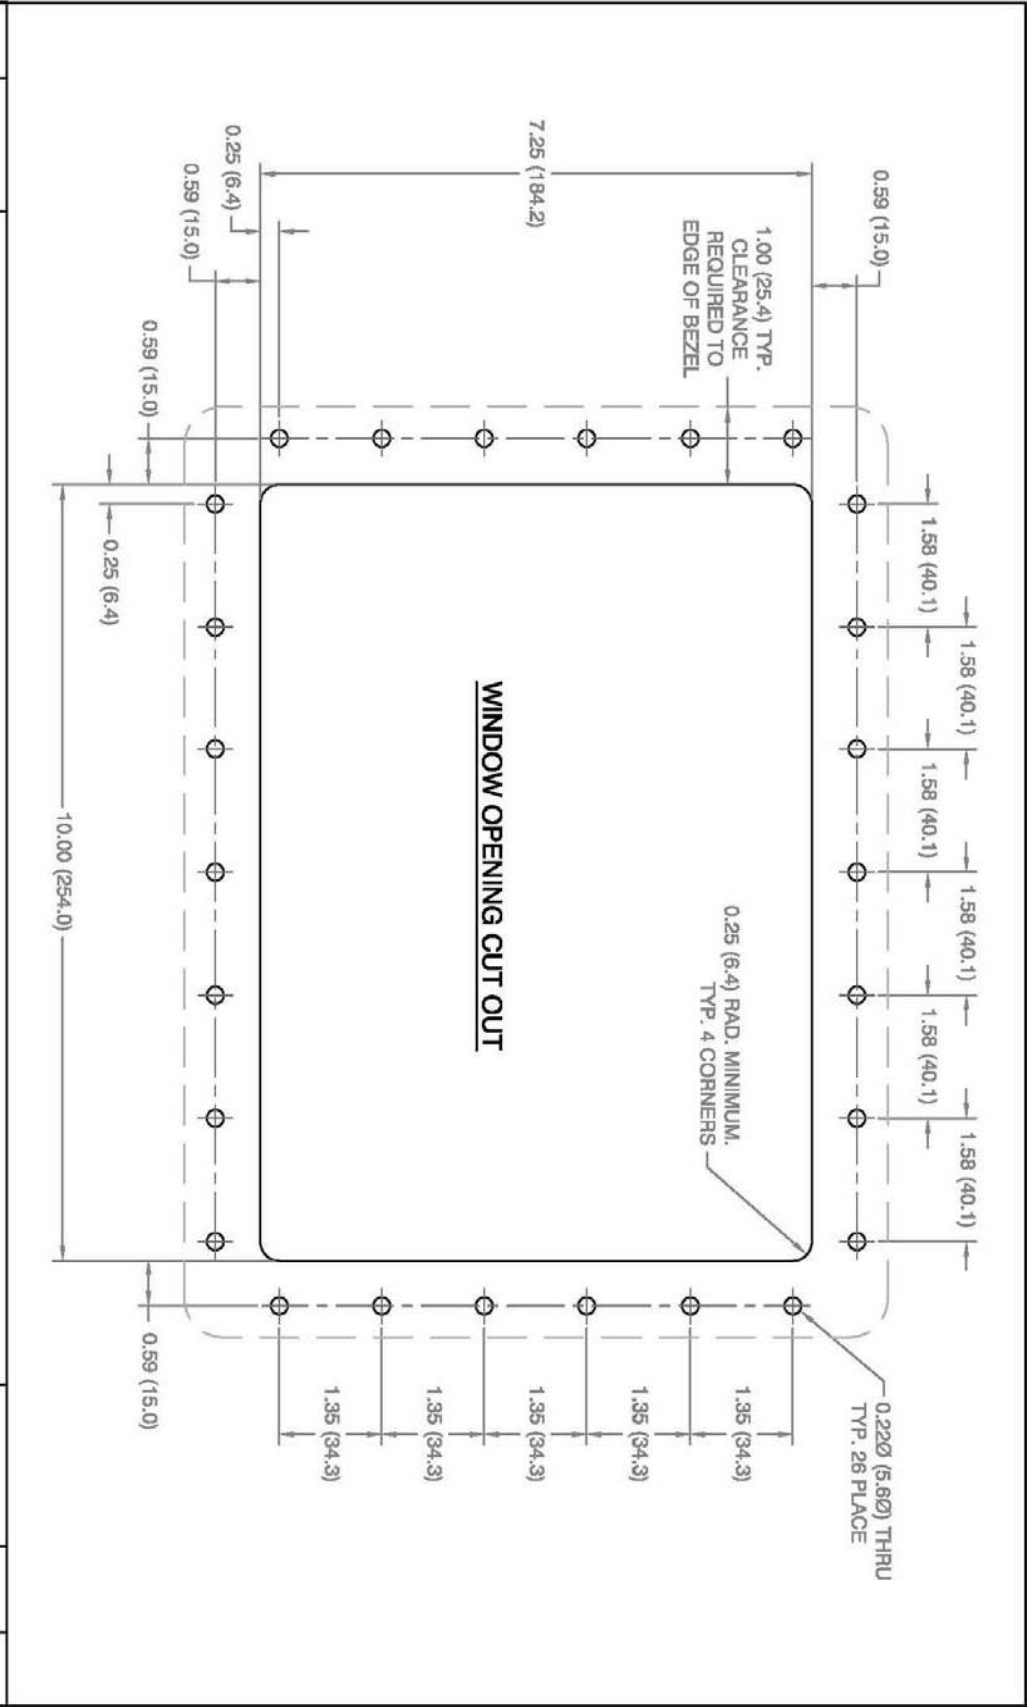 1.58 (40.1)
1.58 (40.1)
1.58 (40.1)
1.58 (40.1)
1.58 (40.1)
1.58 (40.1)
0.59 (15.0)
0.22Ø (5.6Ø) THRU
TYP. 26 PLACE
1.00 (25.4) TYP.
CLEARANCE
REQUIRED TO
EDGE OF BEZEL
0.25 (6.4) RAD. MINIMUM.
TYP. 4 CORNERS
1.35 (34.3)
1.35 (34.3)
1.35 (34.3)
1.35 (34.3)
1.35 (34.3)
7.25 (184.2)
WINDOW OPENING CUT OUT
0.25 (6.4)
0.59 (15.0)
0.59 (15.0)
0.59 (15.0)
0.25 (6.4)
10.00 (254.0)